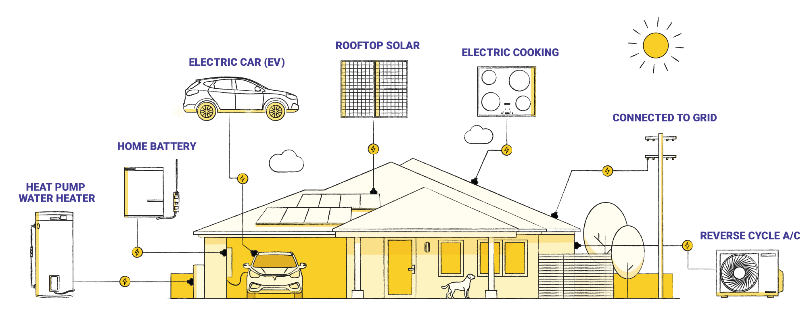 ROOFTOP SOLAR
ELECTRIC COOKING
ELECTRIC CAR (EV)
CONNECTED TO GRID
HOME BATTERY
HEAT PUMP
WATER HEATER
REVERSE CYCLE A/C